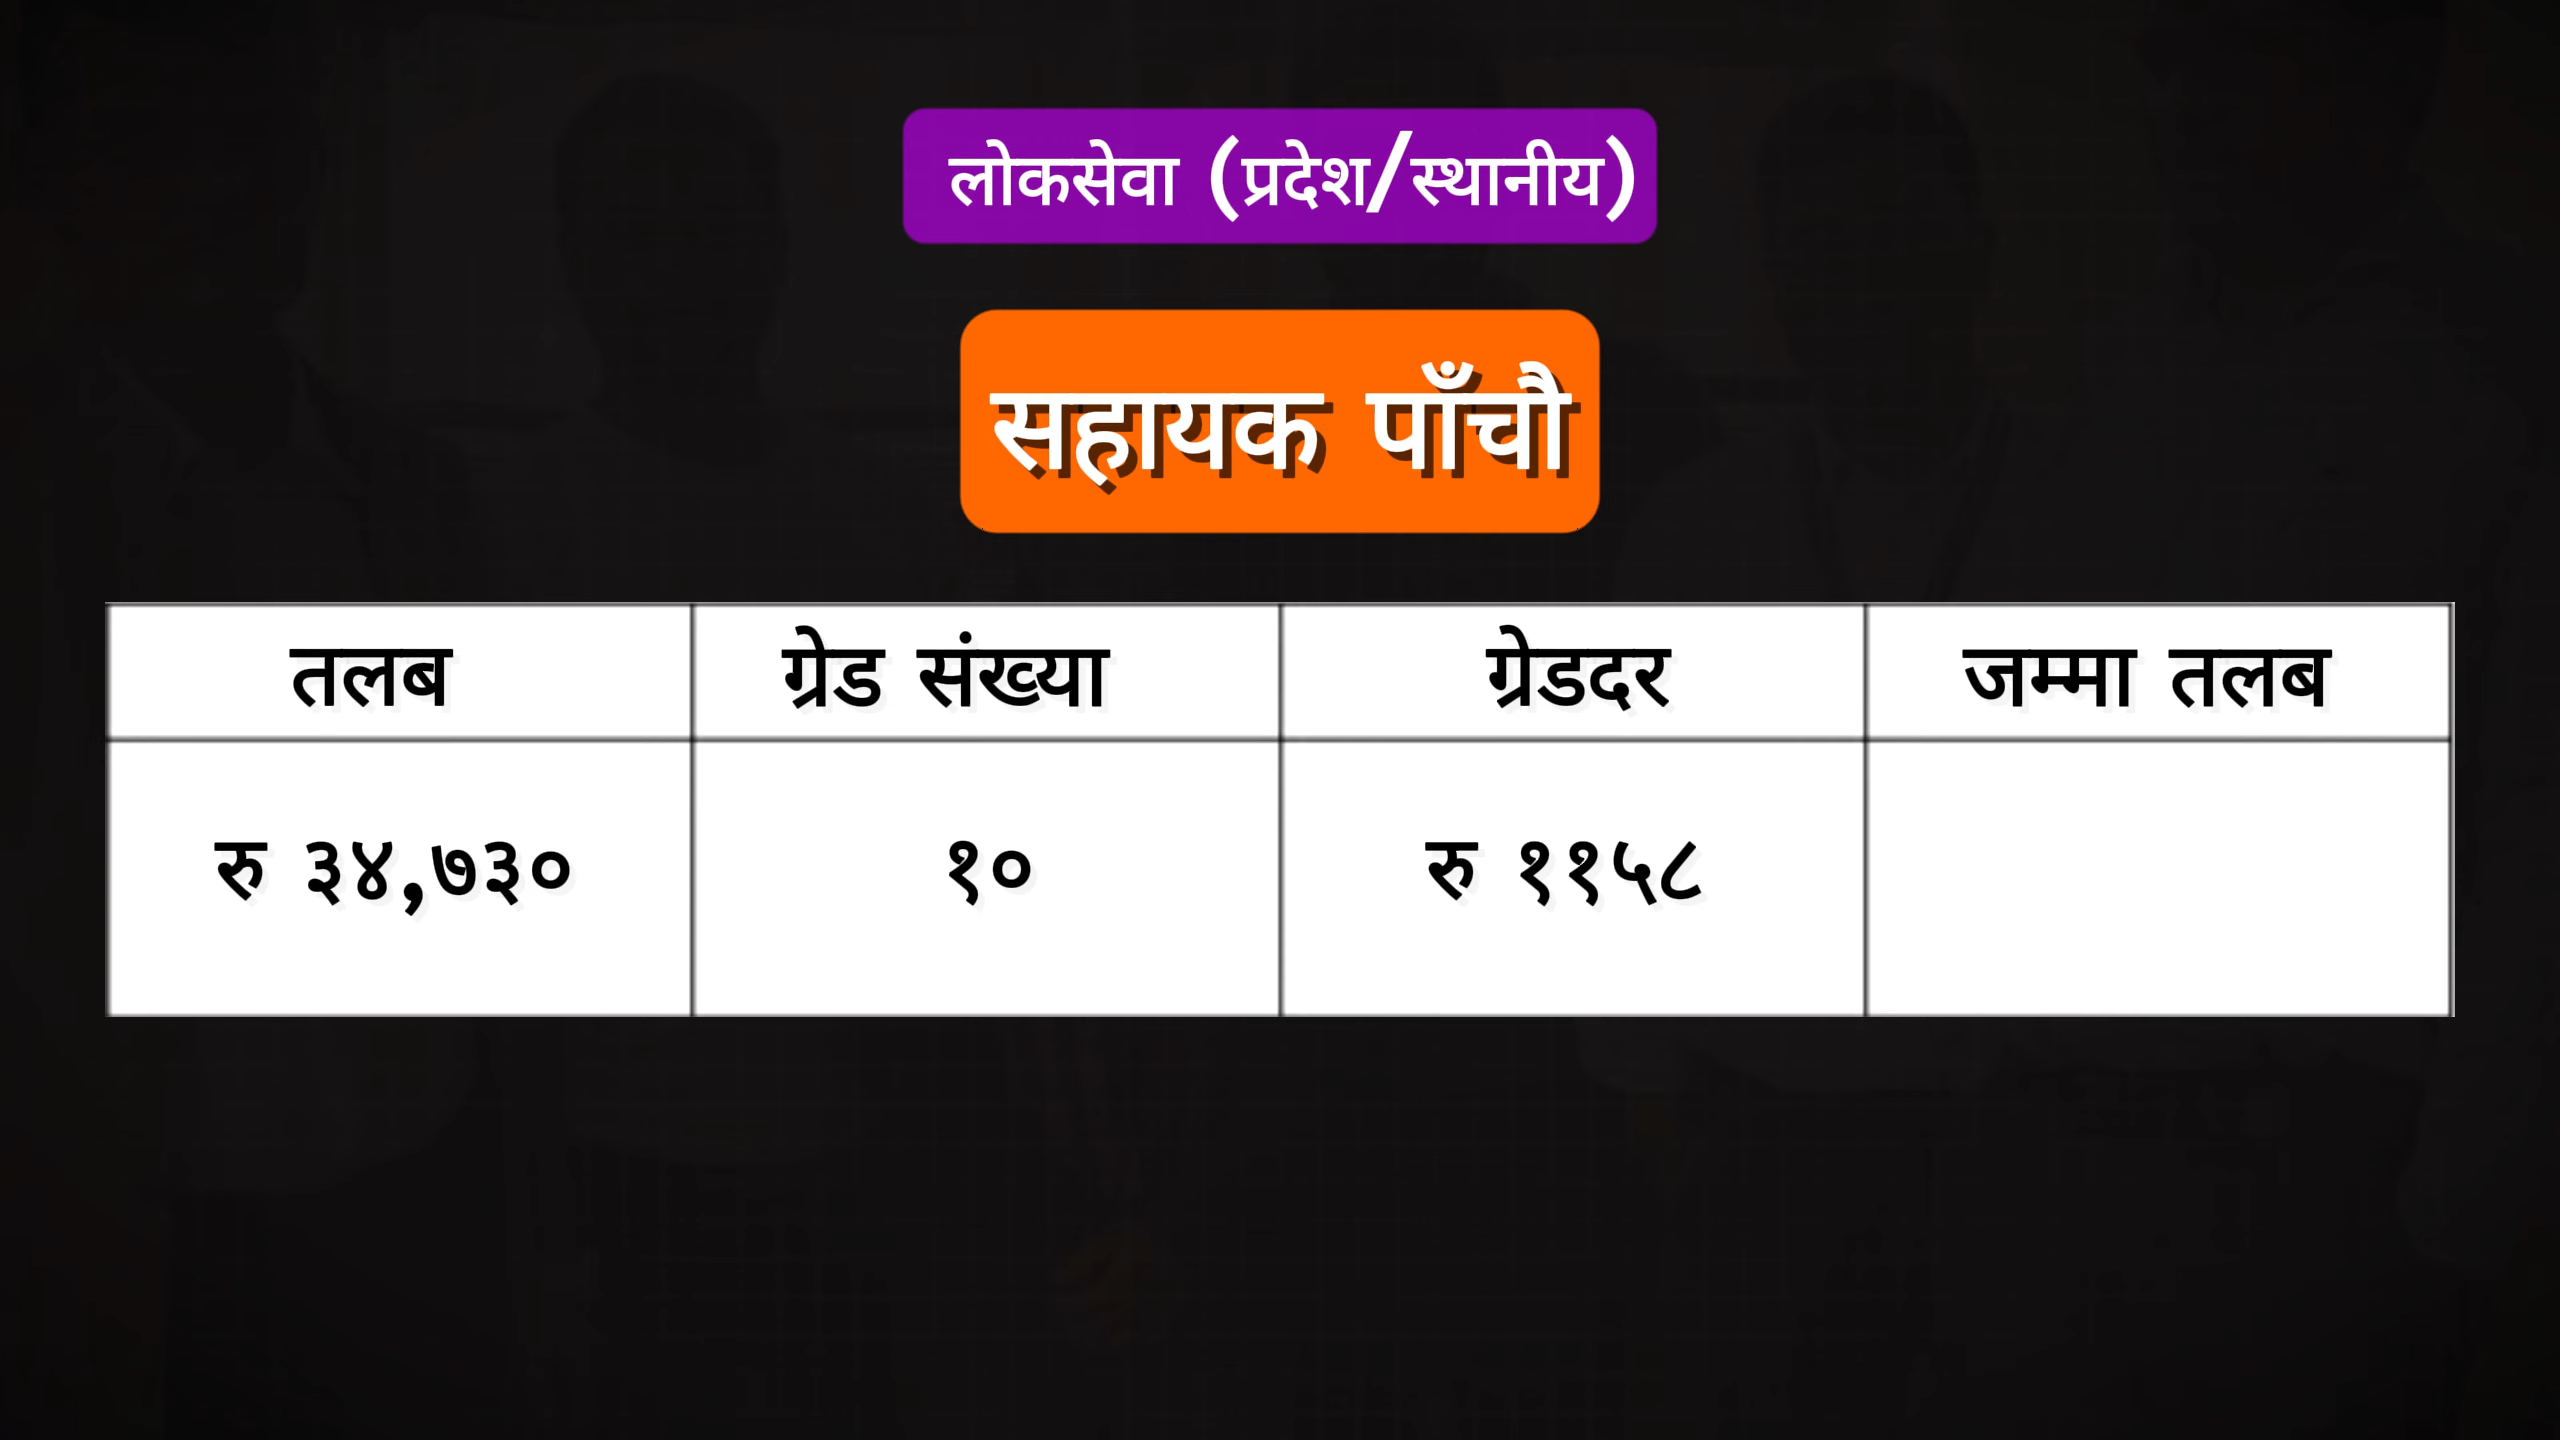 लोकसेवा (प्रदेश/स्थानीय)
सहायक पाँचौ
तलब ग्रेड संख्या ग्रेडदर जम्मा तलब
रु ३४,७३० १० रु ११५८